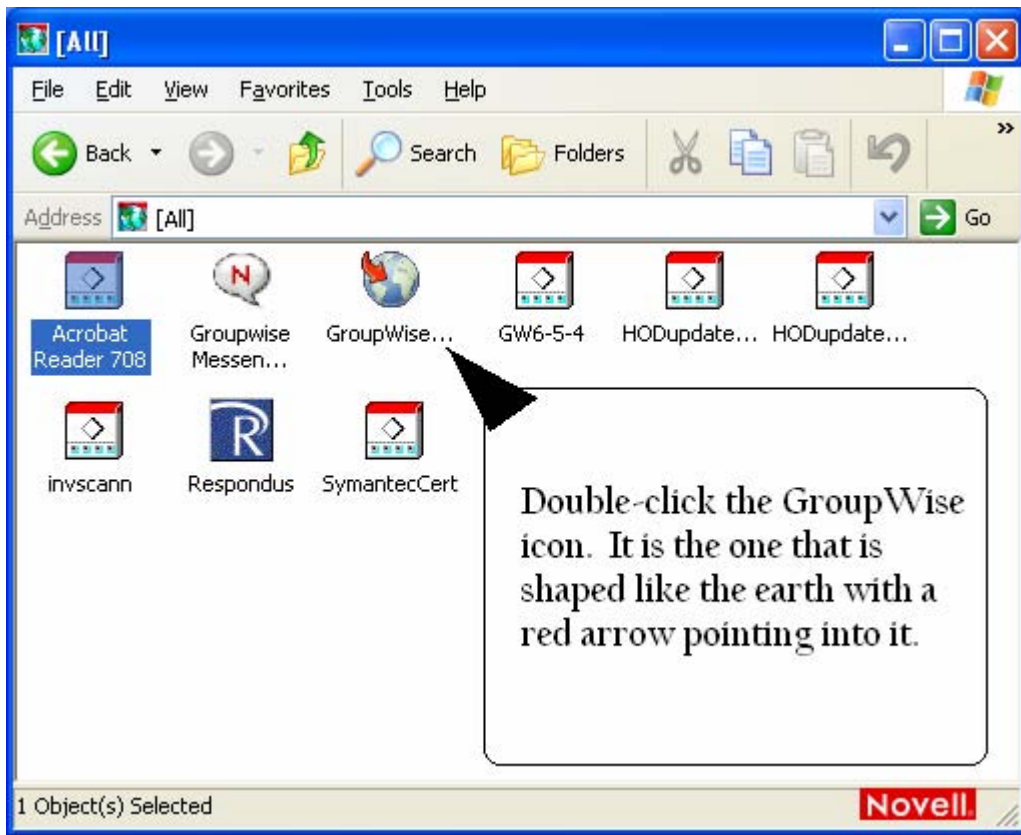 [All]
File Edit View Favorites Tools Help
Back Search Folders »
Address [All] Go
Acrobat Reader 708
Groupwise Messen...
GroupWise...
GW6-5-4
HODupdate...
HODupdate...
invscann
R
Respondus
SymantecCert
N
Double-click the GroupWise
icon. It is the one that is
shaped like the earth with a
red arrow pointing into it.
1 Object(s) Selected
Novell.